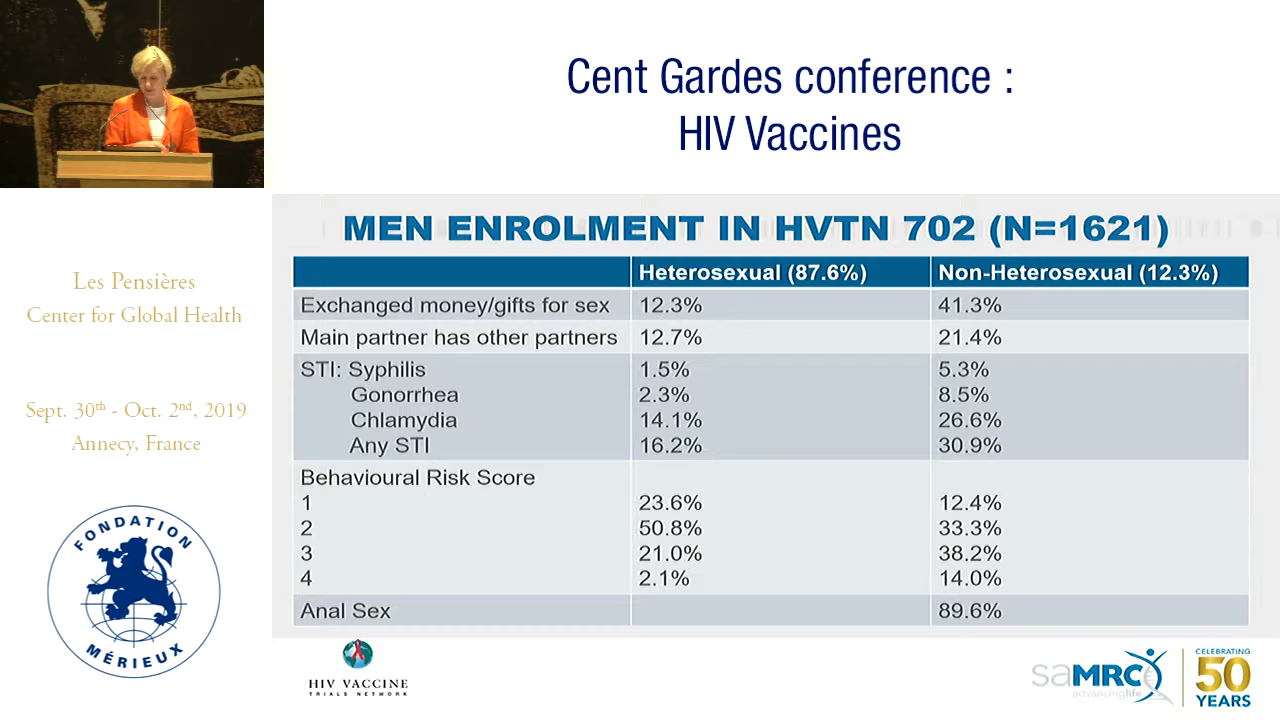 Cent Gardes conference :
HIV Vaccines
Les Pensières
Center for Global Health
Sept. 30th - Oct. 2nd, 2019
Annecy, France
FONDATION
MÉRIEUX
MEN ENROLMENT IN HVTN 702 (N=1621)
Heterosexual (87.6%) Non-Heterosexual (12.3%)
Exchanged money/gifts for sex 12.3% 41.3%
Main partner has other partners 12.7% 21.4%
STI: Syphilis 1.5% 5.3%
Gonorrhea 2.3% 8.5%
Chlamydia 14.1% 26.6%
Any STI 16.2% 30.9%
Behavioural Risk Score
1 23.6% 12.4%
2 50.8% 33.3%
3 21.0% 38.2%
4 2.1% 14.0%
Anal Sex 89.6%
HIV VACCINE
TRIALS NETWORK
saMRC
advancinglife
CELEBRATING
50
YEARS